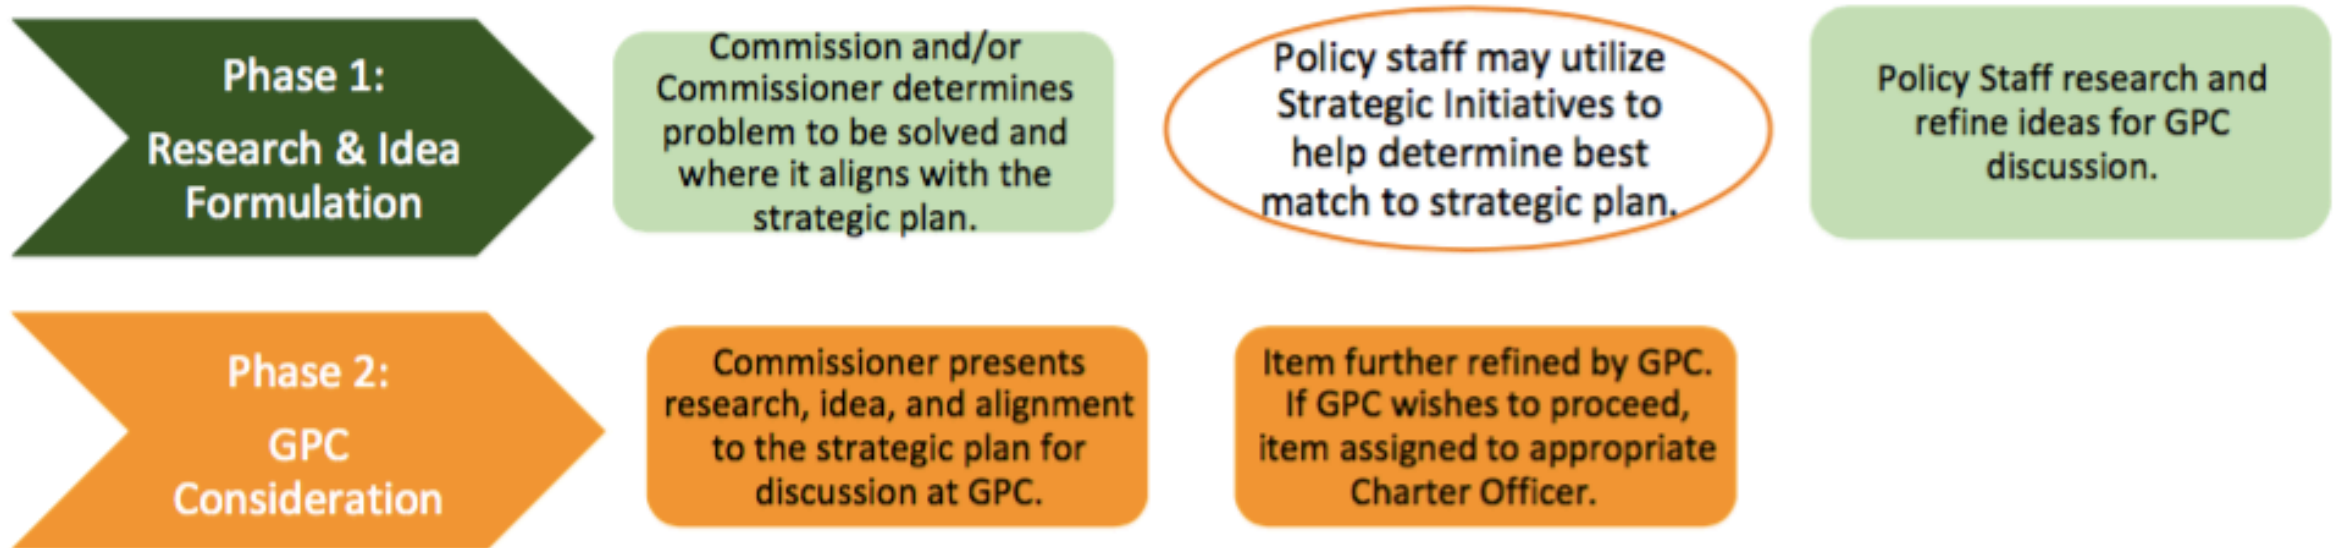 Phase 1:
Research & Idea
Formulation
Commission and/or
Commissioner determines
problem to be solved and
where it aligns with the
strategic plan.
Policy staff may utilize
Strategic Initiatives to
help determine best
match to strategic plan.
Policy Staff research and
refine ideas for GPC
discussion.
Phase 2:
GPC
Consideration
Commissioner presents
research, idea, and alignment
to the strategic plan for
discussion at GPC.
Item further refined by GPC.
If GPC wishes to proceed,
item assigned to appropriate
Charter Officer.